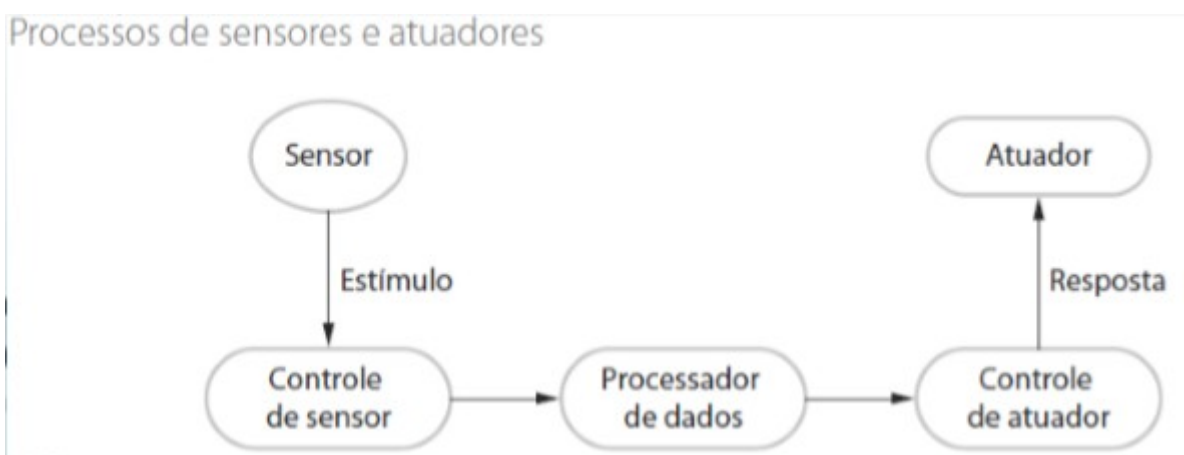 Processos de sensores e atuadores
Sensor
Atuador
Estímulo
Resposta
Controle
de sensor
Processador
de dados
Controle
de atuador